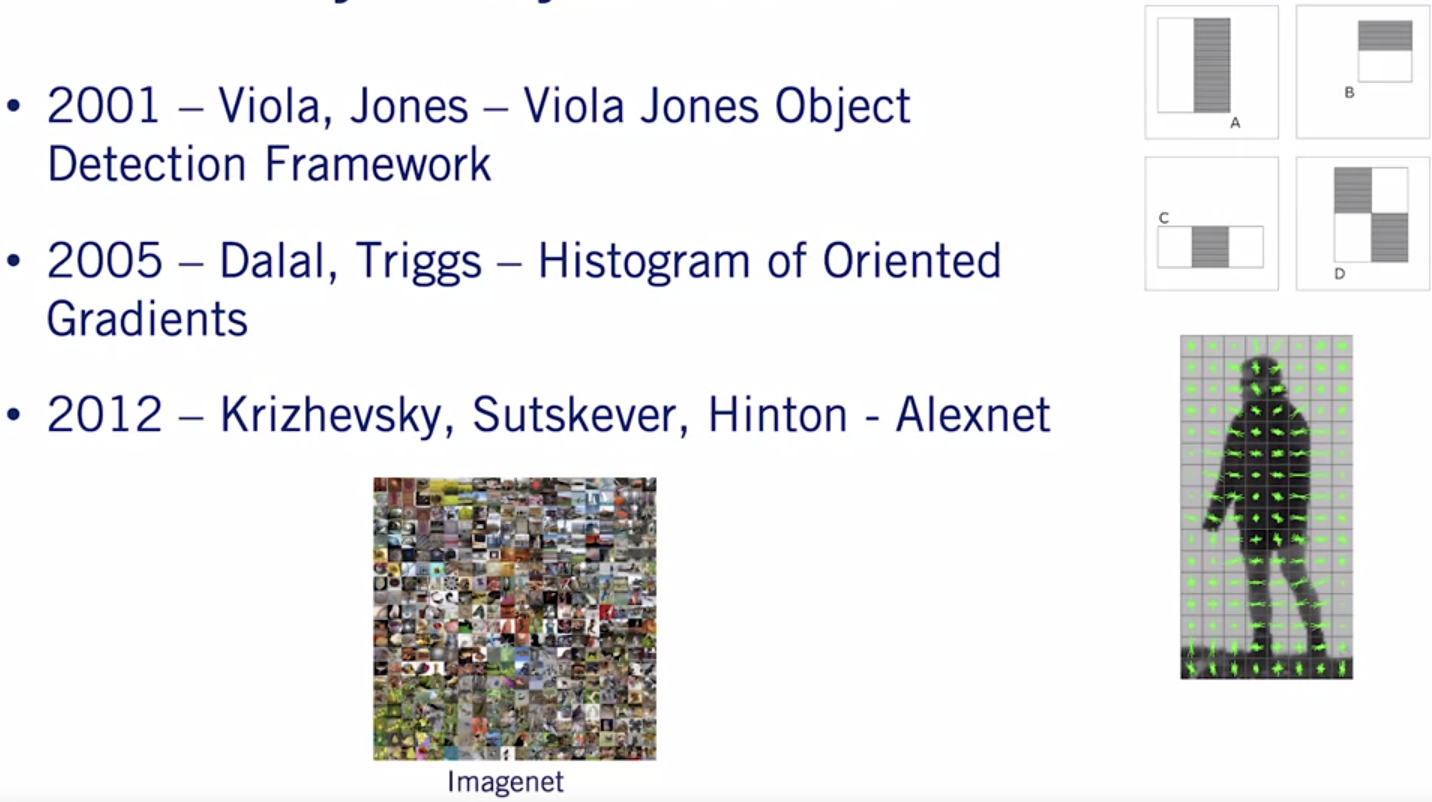 • 2001 – Viola, Jones – Viola Jones Object
Detection Framework
• 2005 – Dalal, Triggs – Histogram of Oriented
Gradients
• 2012 – Krizhevsky, Sutskever, Hinton - Alexnet
Imagenet
A
B
C
D